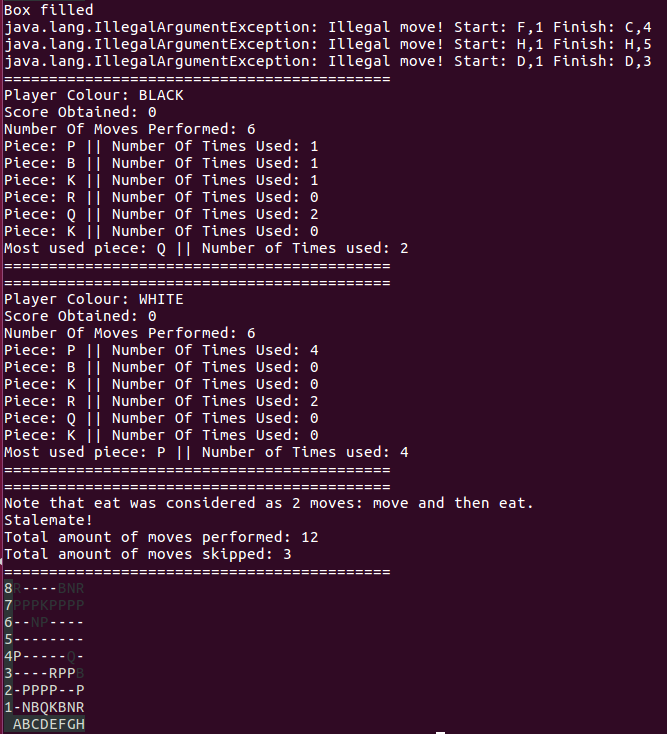 Box filled
java.lang.IllegalArgumentException: Illegal move! Start: F,1 Finish: C,4
java.lang.IllegalArgumentException: Illegal move! Start: H,1 Finish: H,5
java.lang.IllegalArgumentException: Illegal move! Start: D,1 Finish: D,3
===========================================
Player Colour: BLACK
Score Obtained: 0
Number Of Moves Performed: 6
Piece: P || Number Of Times Used: 1
Piece: B || Number Of Times Used: 1
Piece: K || Number Of Times Used: 1
Piece: R || Number Of Times Used: 0
Piece: Q || Number Of Times Used: 2
Piece: K || Number Of Times Used: 0
Most used piece: Q || Number of Times used: 2
===========================================
===========================================
Player Colour: WHITE
Score Obtained: 0
Number Of Moves Performed: 6
Piece: P || Number Of Times Used: 4
Piece: B || Number Of Times Used: 0
Piece: K || Number Of Times Used: 0
Piece: R || Number Of Times Used: 2
Piece: Q || Number Of Times Used: 0
Piece: K || Number Of Times Used: 0
Most used piece: P || Number of Times used: 4
===========================================
===========================================
Note that eat was considered as 2 moves: move and then eat.
Stalemate!
Total amount of moves performed: 12
Total amount of moves skipped: 3
===========================================
8R----BNR
7PPPKPPPP
6--NP----
5--------
4P-----Q-
3----RPPB
2-PPPP--P
1-NBQKBNR
 ABCDEFGH